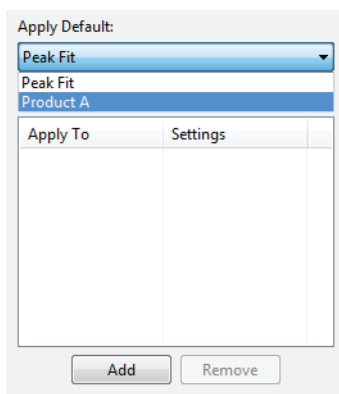 Apply Default:
Peak Fit
Peak Fit
Product A
Apply To Settings
Add Remove